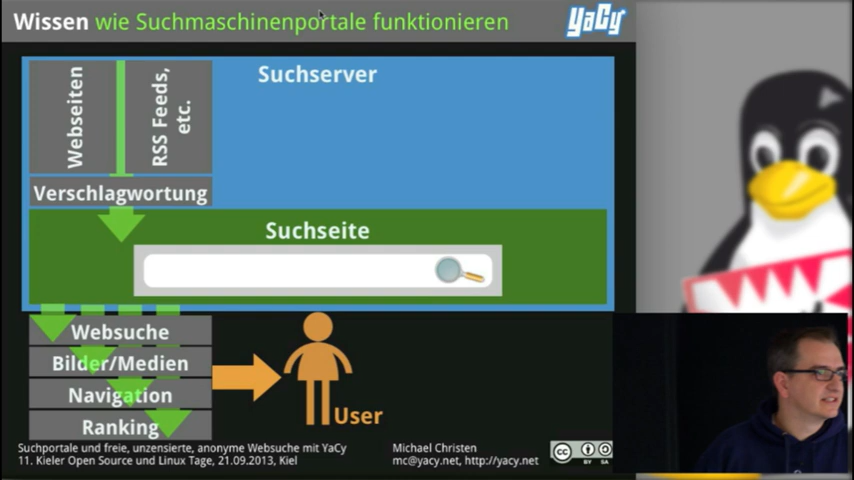 Wissen wie Suchmaschinenportale funktionieren
YaCy
Suchserver
Webseiten
RSS Feeds,
etc.
Verschlagwortung
Suchseite
Websuche
Bilder/Medien
Navigation
Ranking
User
Suchportale und freie, unzensierte, anonyme Websuche mit YaCy
11. Kieler Open Source und Linux Tage, 21.09.2013, Kiel
Michael Christen
mc@yacy.net, http://yacy.net
cc
BY SA